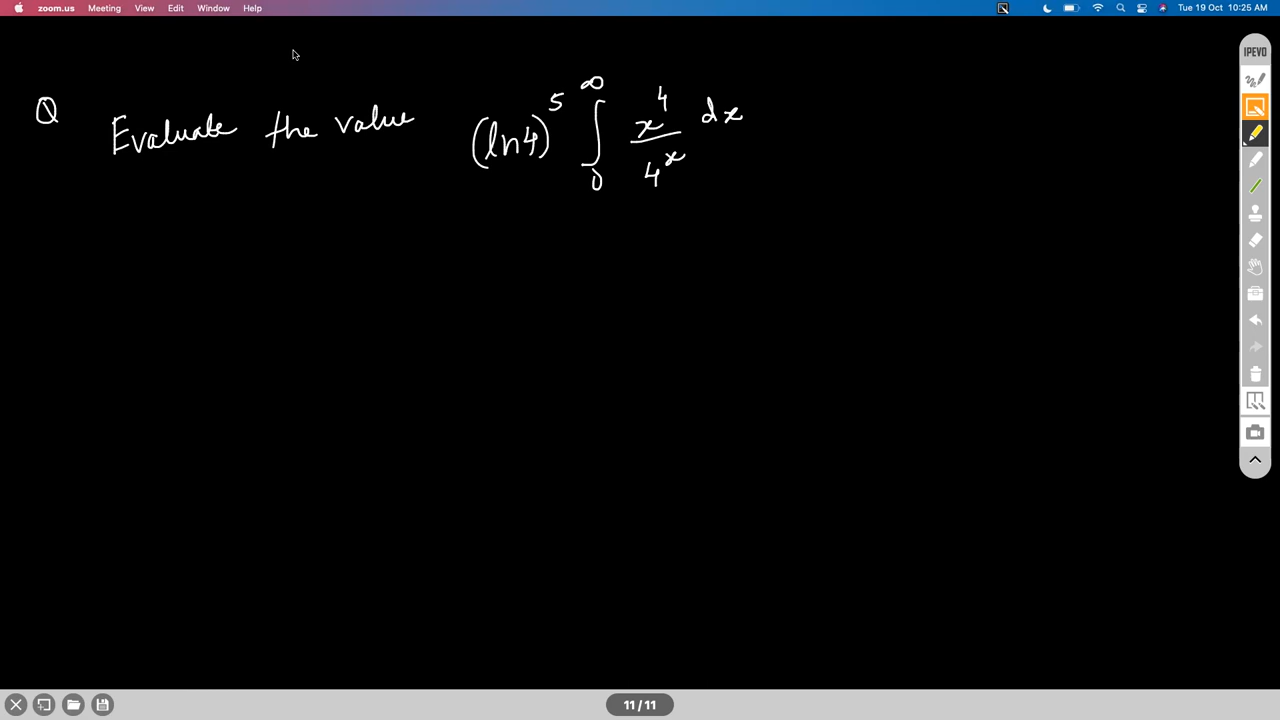 zoom.us Meeting View Edit Window Help Tue 19 Oct 10:25 AM
IPEVO
Q Evaluate the value (ln4)^5 ∫_0^∞ x^4/4^x dx
11/11